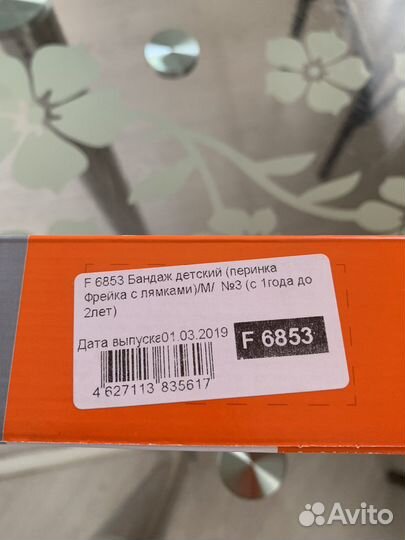 F 6853 Бандаж детский (перинка
Фрейка с лямками)/М/ №3 (с 1года до
2лет)
Дата выпуска01.03.2019
F 6853
4 627113 835617
Avito